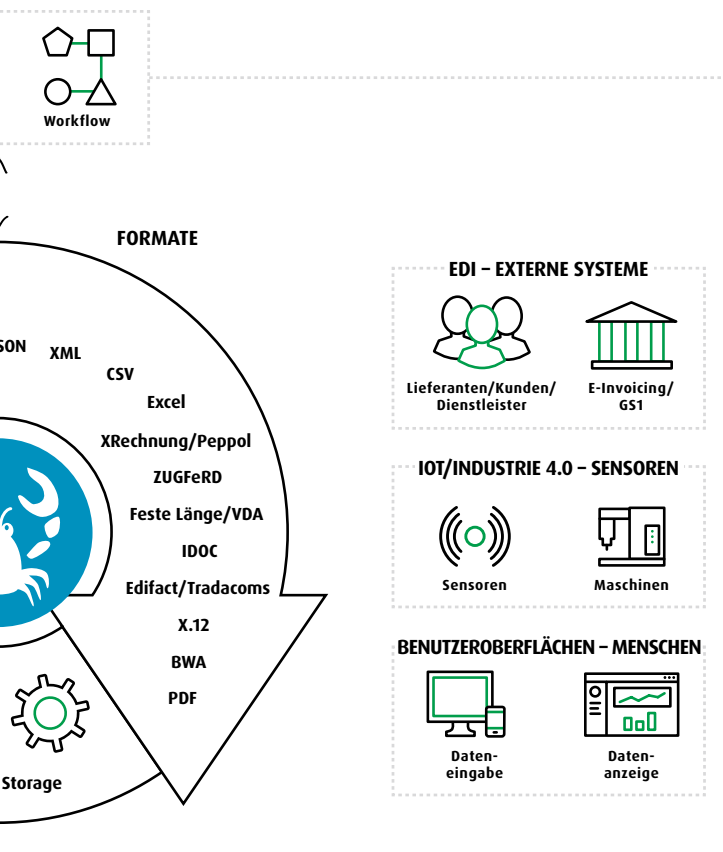 Workflow
FORMATE
SON
XML
CSV
Excel
XRechnung/Peppol
ZUGFeRD
Feste Länge/VDA
IDOC
Edifact/Tradacoms
X.12
BWA
PDF
Storage
EDI – EXTERNE SYSTEME
Lieferanten/Kunden/
Dienstleister
E-Invoicing/
GS1
IOT/INDUSTRIE 4.0 – SENSOREN
Sensoren
Maschinen
BENUTZEROBERFLÄCHEN – MENSCHEN
Daten-
eingabe
Daten-
anzeige